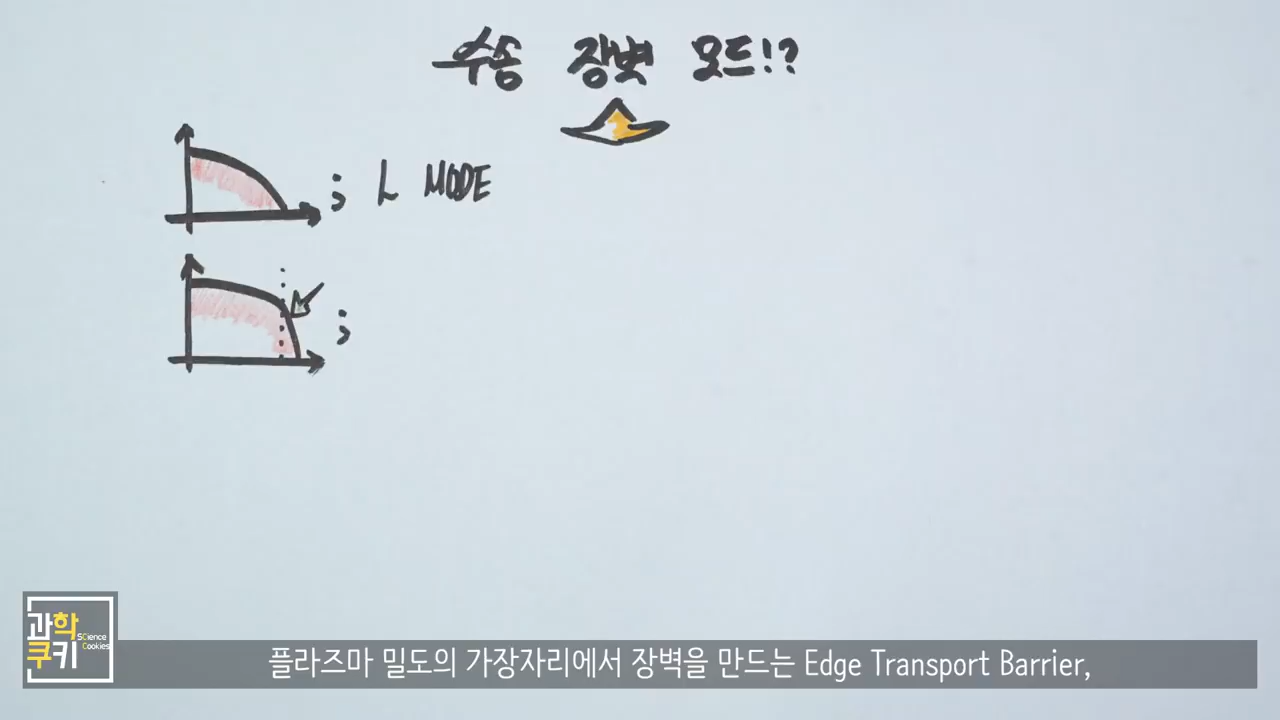 수송 장벽 모드!?
; L MODE
;
과학
쿠키
Science
Cookies
플라즈마 밀도의 가장자리에서 장벽을 만드는 Edge Transport Barrier,